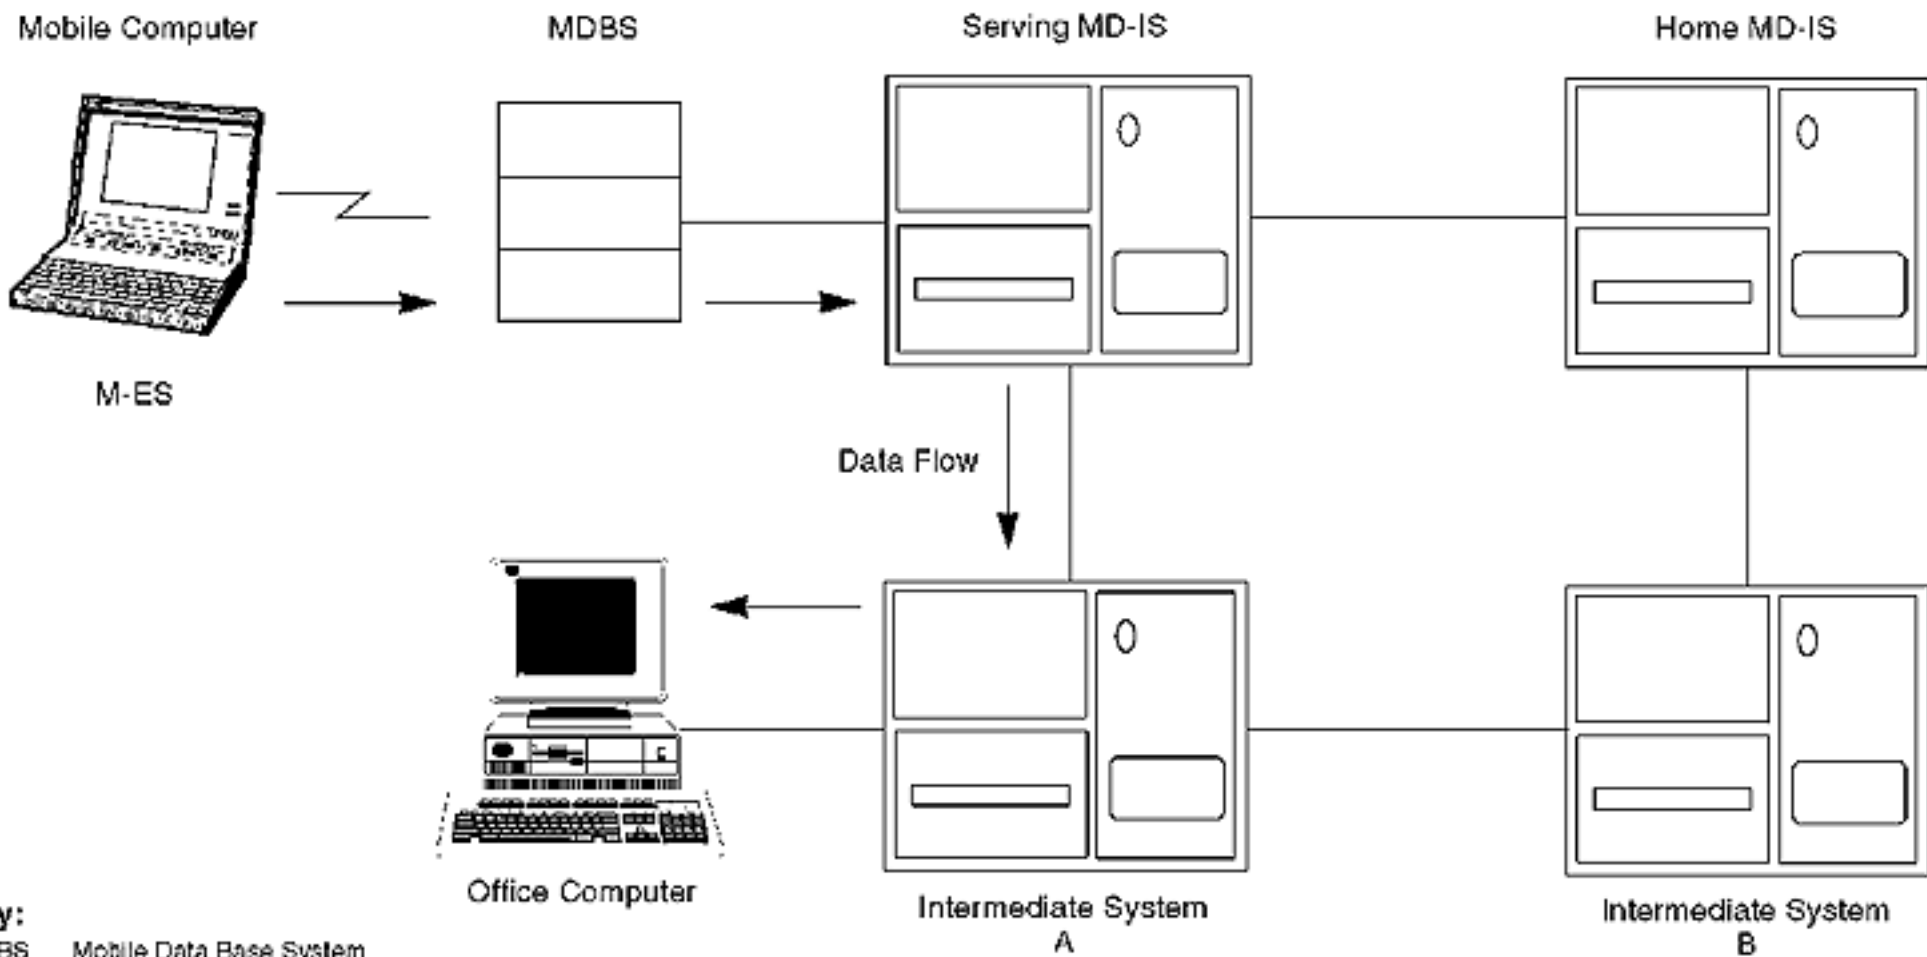 Mobile Computer
MDBS
Serving MD-IS
Home MD-IS
M-ES
Data Flow
Office Computer
Intermediate System
A
Intermediate System
B
y:
BS Mobile Data Base System